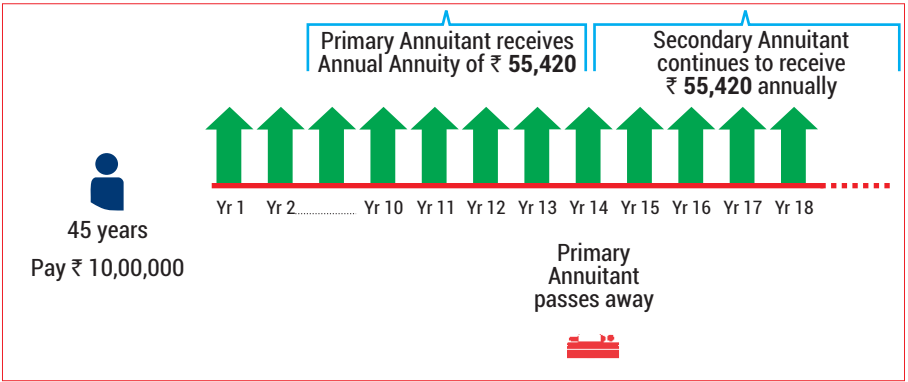 Primary Annuitant receives
Annual Annuity of ₹ 55,420
Secondary Annuitant
continues to receive
₹ 55,420 annually
45 years
Pay ₹ 10,00,000
Yr 1 Yr 2..................... Yr 10 Yr 11 Yr 12 Yr 13 Yr 14 Yr 15 Yr 16 Yr 17 Yr 18
Primary
Annuitant
passes away